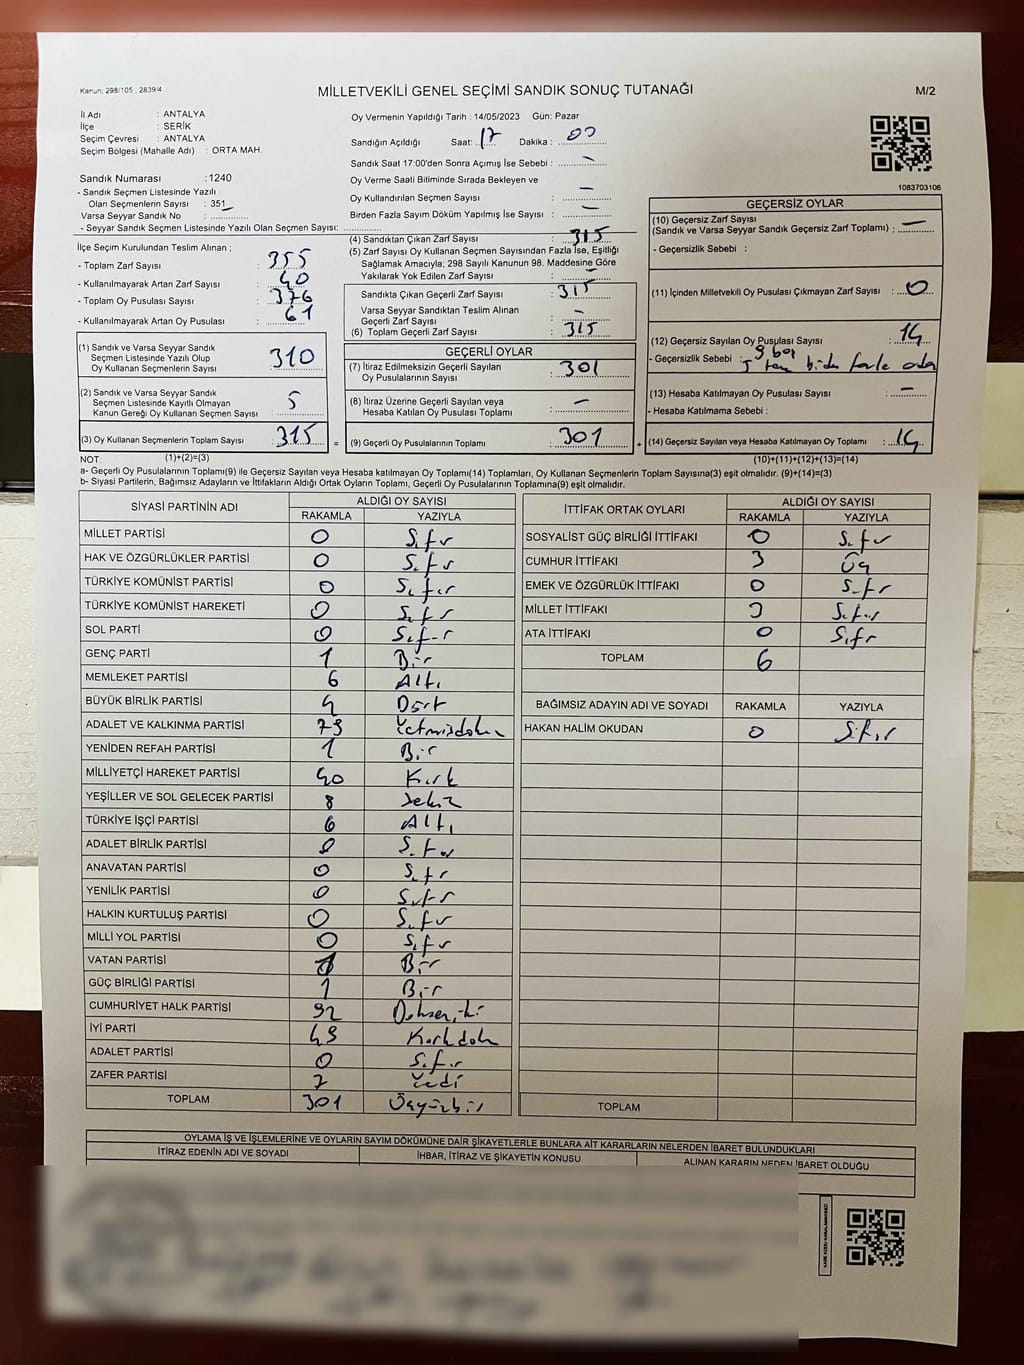 Kanun; 298/105 , 2839/4
MİLLETVEKİLİ GENEL SEÇİMİ SANDIK SONUÇ TUTANAĞI
M/2
İl Adı : ANTALYA
İlçe : SERİK
Seçim Çevresi : ANTALYA
Seçim Bölgesi (Mahalle Adı) : ORTA MAH.
Sandık Numarası :1240
- Sandık Seçmen Listesinde Yazılı
Olan Seçmenlerin Sayısı : 351
Varsa Seyyar Sandık No :
- Seyyar Sandık Seçmen Listesinde Yazılı Olan Seçmen Sayısı:
Oy Vermenin Yapıldığı Tarih : 14/05/2023 Gün: Pazar
Sandığın Açıldığı Saat: 17 Dakika : 00
Sandık Saat 17:00'den Sonra Açımış İse Sebebi : -
Oy Verme Saati Bitiminde Sırada Bekleyen ve
Oy Kullandırılan Seçmen Sayısı : -
Birden Fazla Sayım Döküm Yapılmış İse Sayısı : -
1083703106
İlçe Seçim Kurulundan Teslim Alınan ;
- Toplam Zarf Sayısı : 355
- Kullanılmayarak Artan Zarf Sayısı : 40
- Toplam Oy Pusulası Sayısı : 376
- Kullanılmayarak Artan Oy Pusulası : 61
(4) Sandıktan Çıkan Zarf Sayısı : 315
(5) Zarf Sayısı Oy Kullanan Seçmen Sayısından Fazla İse, Eşitliği
Sağlamak Amacıyla; 298 Sayılı Kanunun 98. Maddesine Göre
Yakılarak Yok Edilen Zarf Sayısı : -
Sandıkta Çıkan Geçerli Zarf Sayısı : 315
Varsa Seyyar Sandıktan Teslim Alınan
Geçerli Zarf Sayısı : -
(6) Toplam Geçerli Zarf Sayısı : 315
GEÇERSİZ OYLAR
(10) Geçersiz Zarf Sayısı
(Sandık ve Varsa Seyyar Sandık Geçersiz Zarf Toplamı) : -
- Geçersizlik Sebebi :
(11) İçinden Milletvekili Oy Pusulası Çıkmayan Zarf Sayısı : 0
(12) Geçersiz Sayılan Oy Pusulası Sayısı : 14
- Geçersizlik Sebebi : 9 boş
5 birden fazla
(13) Hesaba Katılmayan Oy Pusulası Sayısı : -
- Hesaba Katılmama Sebebi :
(14) Geçersiz Sayılan veya Hesaba Katılmayan Oy Toplamı : 14
(1) Sandık ve Varsa Seyyar Sandık
Seçmen Listesinde Yazılı Olup
Oy Kullanan Seçmenlerin Sayısı : 310
(2) Sandık ve Varsa Seyyar Sandık
Seçmen Listesinde Kayıtlı Olmayan
Kanun Gereği Oy Kullanan Seçmen Sayısı : 5
(3) Oy Kullanan Seçmenlerin Toplam Sayısı : 315 =
GEÇERLİ OYLAR
(7) İtiraz Edilmeksizin Geçerli Sayılan
Oy Pusulalarının Sayısı : 301
(8) İtiraz Üzerine Geçerli Sayılan veya
Hesaba Katılan Oy Pusulası Toplamı : -
(9) Geçerli Oy Pusulalarının Toplamı : 301 +
NOT: (1)+(2)=(3) (10)+(11)+(12)+(13)=(14)
a- Geçerli Oy Pusulalarının Toplamı(9) ile Geçersiz Sayılan veya Hesaba katılmayan Oy Toplamı(14) Toplamları, Oy Kullanan Seçmenlerin Toplam Sayısına(3) eşit olmalıdır. (9)+(14)=(3)
b- Siyasi Partilerin, Bağımsız Adayların ve İttifakların Aldığı Ortak Oyların Toplamı, Geçerli Oy Pusulalarının Toplamına(9) eşit olmalıdır.
SİYASİ PARTİNİN ADI ALDIĞI OY SAYISI
RAKAMLA YAZIYLA
MİLLET PARTİSİ 0 Sıfır
HAK VE ÖZGÜRLÜKLER PARTİSİ 0 Sıfır
TÜRKİYE KOMÜNİST PARTİSİ 0 Sıfır
TÜRKİYE KOMÜNİST HAREKETİ 0 Sıfır
SOL PARTİ 0 Sıfır
GENÇ PARTİ 1 Bir
MEMLEKET PARTİSİ 6 Altı
BÜYÜK BİRLİK PARTİSİ 4 Dört
ADALET VE KALKINMA PARTİSİ 79 Yetmişdokuz
YENİDEN REFAH PARTİSİ 1 Bir
MİLLİYETÇİ HAREKET PARTİSİ 40 Kırk
YEŞİLLER VE SOL GELECEK PARTİSİ 8 Sekiz
TÜRKİYE İŞÇİ PARTİSİ 6 Altı
ADALET BİRLİK PARTİSİ 0 Sıfır
ANAVATAN PARTİSİ 0 Sıfır
YENİLİK PARTİSİ 0 Sıfır
HALKIN KURTULUŞ PARTİSİ 0 Sıfır
MİLLİ YOL PARTİSİ 0 Sıfır
VATAN PARTİSİ 1 Bir
GÜÇ BİRLİĞİ PARTİSİ 1 Bir
CUMHURİYET HALK PARTİSİ 92 Doksaniki
İYİ PARTİ 49 Kırkdokuz
ADALET PARTİSİ 0 Sıfır
ZAFER PARTİSİ 7 Yedi
TOPLAM 301 Üçyüzbir
İTTİFAK ORTAK OYLARI ALDIĞI OY SAYISI
RAKAMLA YAZIYLA
SOSYALİST GÜÇ BİRLİĞİ İTTİFAKI 0 Sıfır
CUMHUR İTTİFAKI 3 Üç
EMEK VE ÖZGÜRLÜK İTTİFAKI 0 Sıfır
MİLLET İTTİFAKI Sıfır
ATA İTTİFAKI 0 Sıfır
TOPLAM 6
BAĞIMSIZ ADAYIN ADI VE SOYADI RAKAMLA YAZIYLA
HAKAN HALİM OKUDAN 0 Sıfır
TOPLAM
OYLAMA İŞ VE İŞLEMLERİNE VE OYLARIN SAYIM DÖKÜMÜNE DAİR ŞİKAYETLERLE BUNLARA AİT KARARLARIN NELERDEN İBARET BULUNDUKLARI
İTİRAZ EDENİN ADI VE SOYADI İHBAR, İTİRAZ VE ŞİKAYETİN KONUSU ALINAN KARARIN NEDEN İBARET OLDUĞU